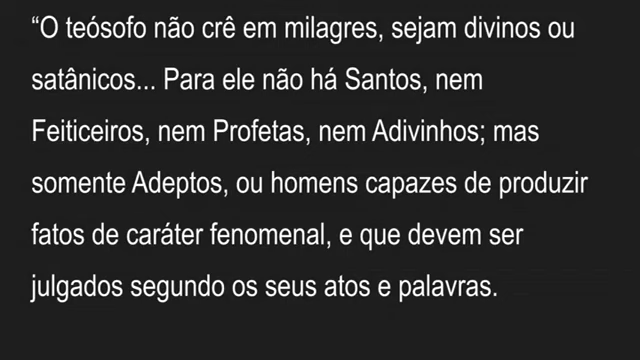 “O teósofo não crê em milagres, sejam divinos ou
satânicos... Para ele não há Santos, nem
Feiticeiros, nem Profetas, nem Adivinhos; mas
somente Adeptos, ou homens capazes de produzir
fatos de caráter fenomenal, e que devem ser
julgados segundo os seus atos e palavras.